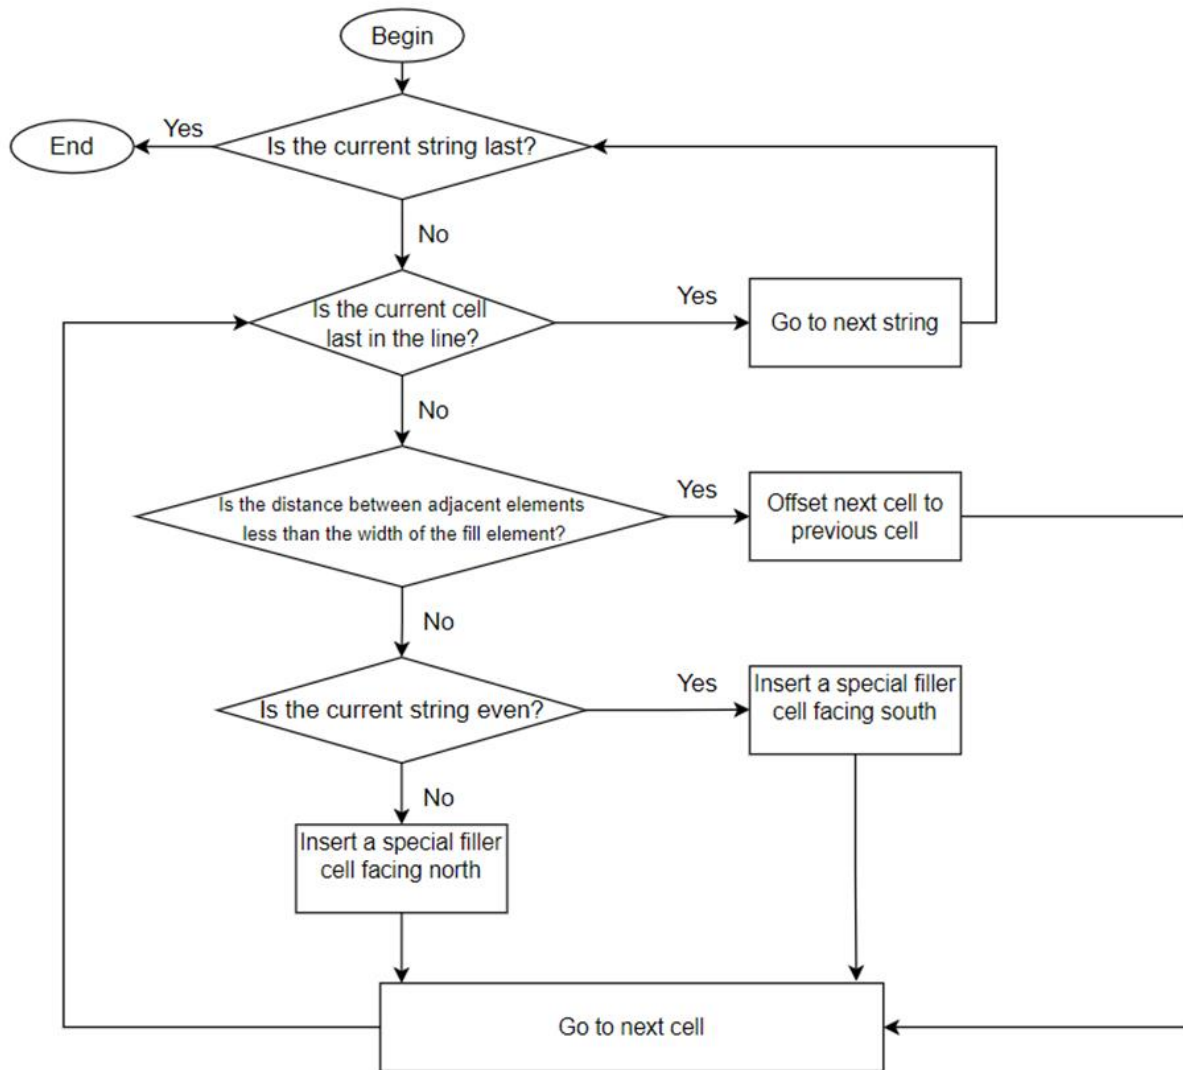 Begin
Is the current string last?
Yes
End
No
Is the current cell
last in the line?
Yes
Go to next string
No
Is the distance between adjacent elements
less than the width of the fill element?
Yes
Offset next cell to
previous cell
No
Is the current string even?
Yes
Insert a special filler
cell facing south
No
Insert a special filler
cell facing north
Go to next cell